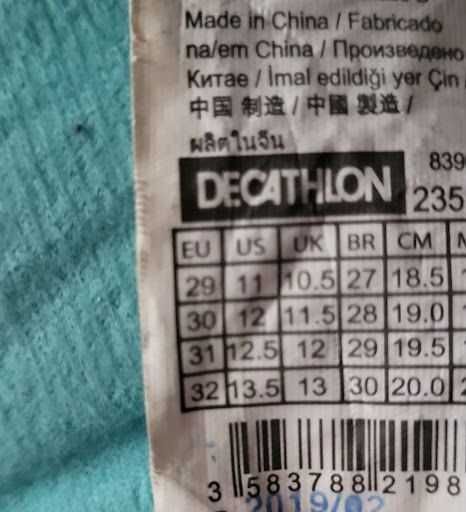 Made in China / Fabricado
na/em China / Произведено
Китае / İmal edildiği yer Çin
中国 制造 / 中國 製造 /
ผลิตในจีน
DECATHLON
839
235
EU US UK BR CM M
29 11 10.5 27 18.5
30 12 11.5 28 19.0
31 12.5 12 29 19.5
32 13.5 13 30 20.0
3 583788 2198
2019/02